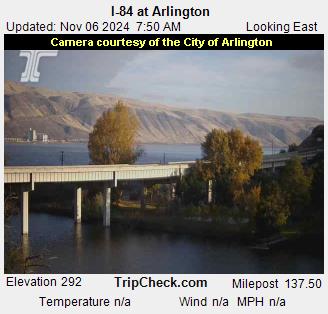 I-84 at Arlington
Updated: Nov 06 2024 7:50 AM Looking East
Camera courtesy of the City of Arlington
Elevation 292 TripCheck.com Milepost 137.50
Temperature n/a Wind n/a MPH n/a